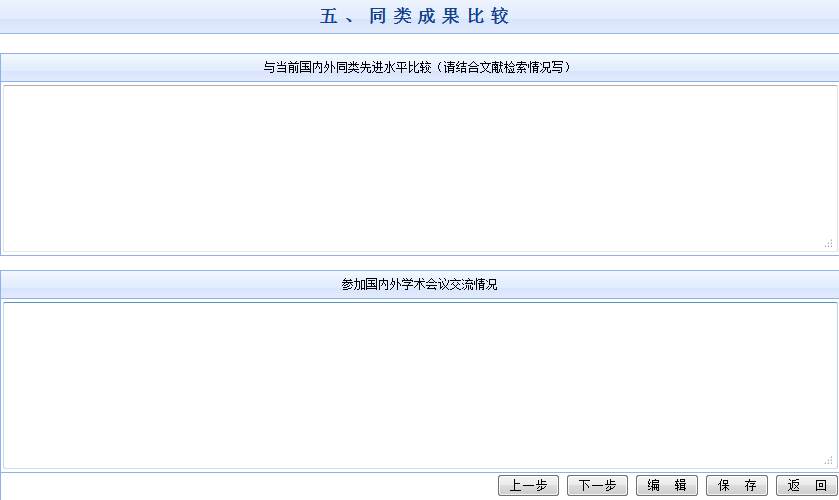 五、同类成果比较
与当前国内外同类先进水平比较（请结合文献检索情况写）
参加国内外学术会议交流情况
上一步 下一步 编 辑 保 存 返 回